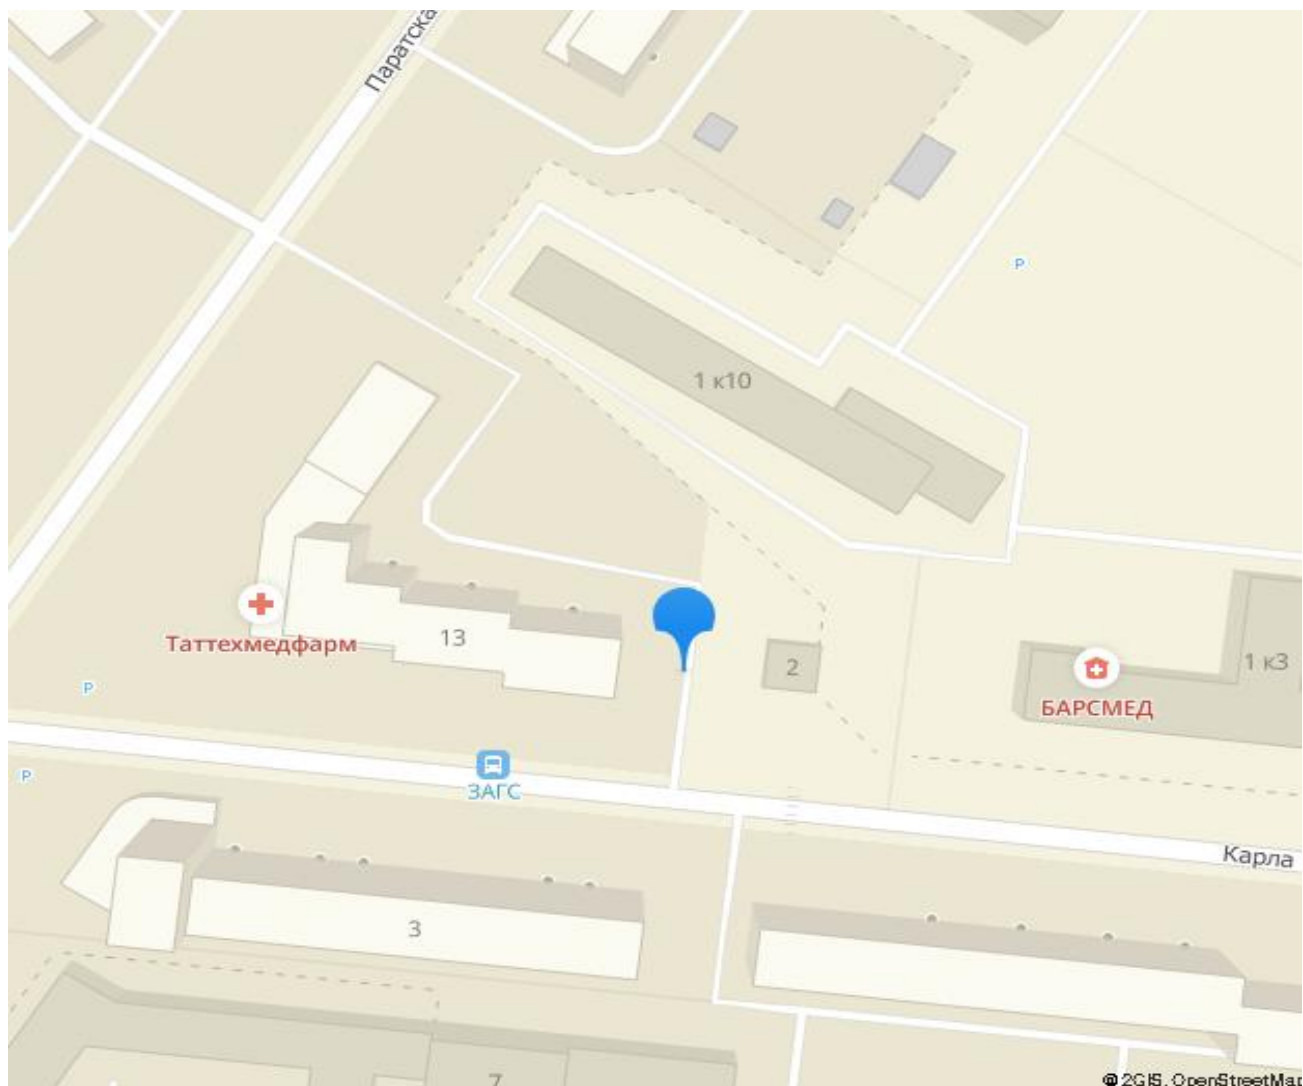 Паратска
P
1 к10
13
Таттехмедфарм
2
1 к3
БАРСМЕД
P
P
ЗАГС
Карла
3
7
@ 2GIS, OpenStreetMap